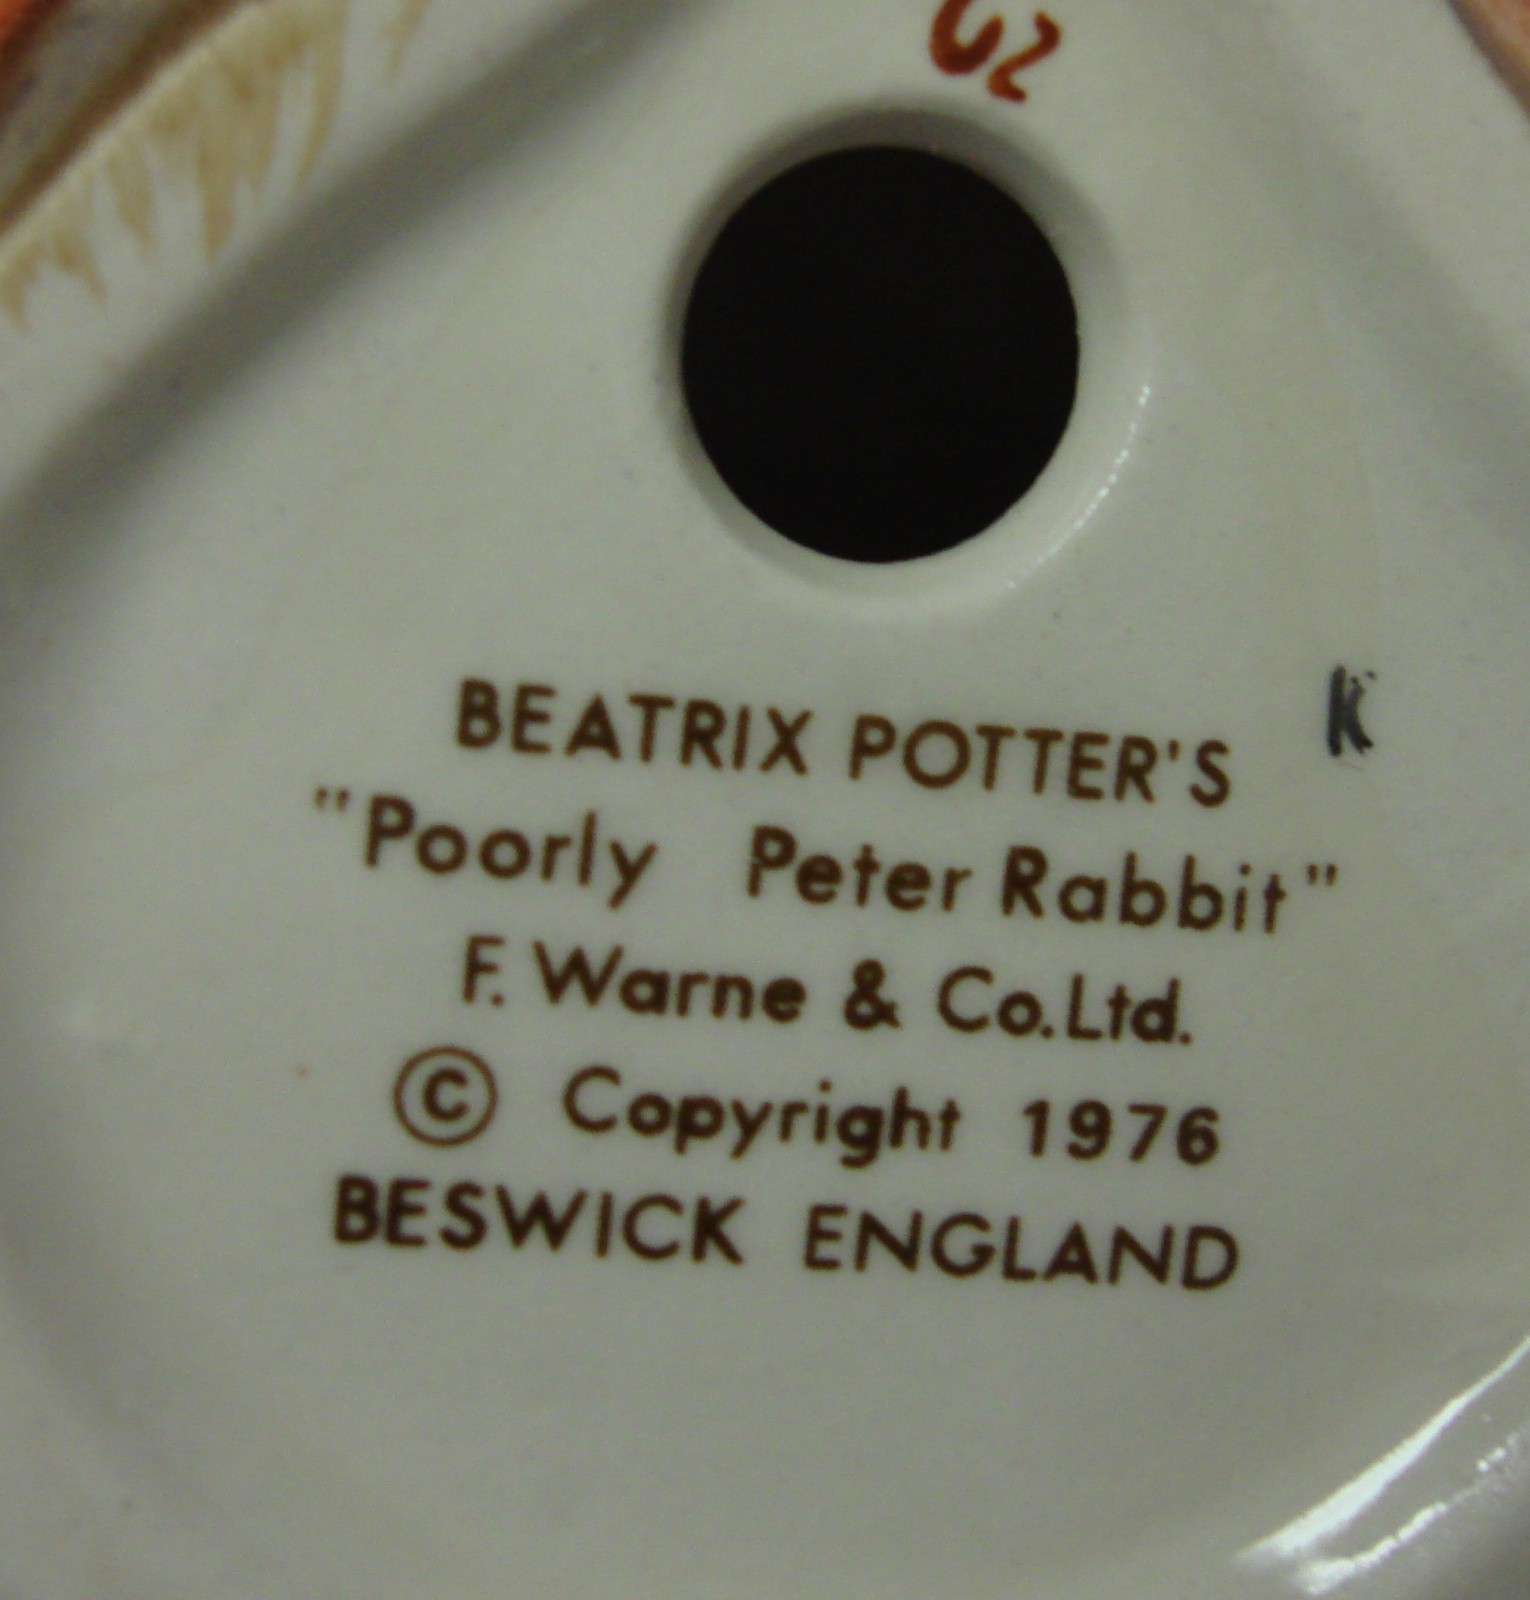 BEATRIX POTTER'S K
"Poorly Peter Rabbit"
F. Warne & Co. Ltd.
© Copyright 1976
BESWICK ENGLAND